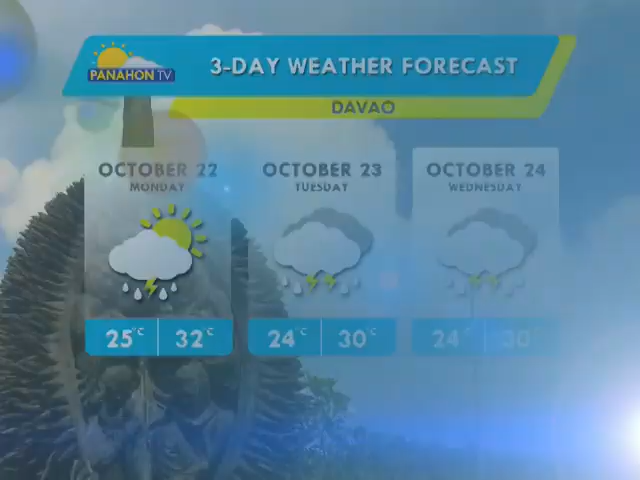 PANAHON TV
3-DAY WEATHER FORECAST
DAVAO
OCTOBER 22
MONDAY
OCTOBER 23
TUESDAY
OCTOBER 24
WEDNESDAY
25°C 32°C
24°C 30°C
24°C 30